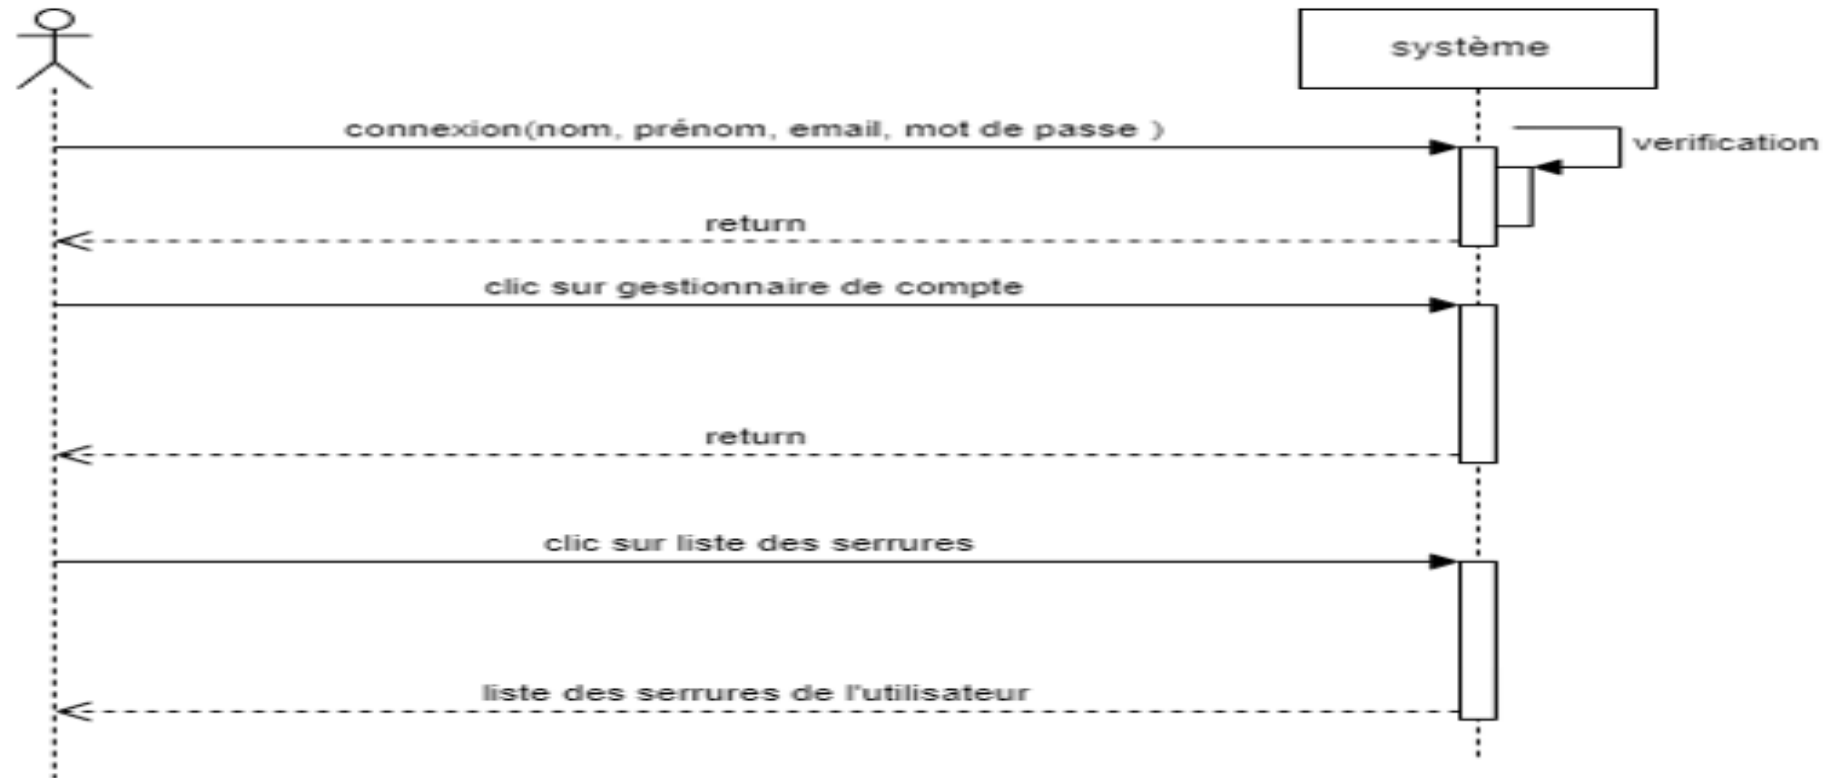 système
connexion(nom, prénom, email, mot de passe )
verification
return
clic sur gestionnaire de compte
return
clic sur liste des serrures
liste des serrures de l'utilisateur